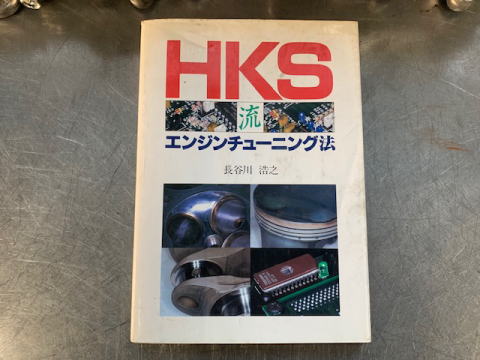 HKS
流
エンジンチューニング法
長谷川 浩之